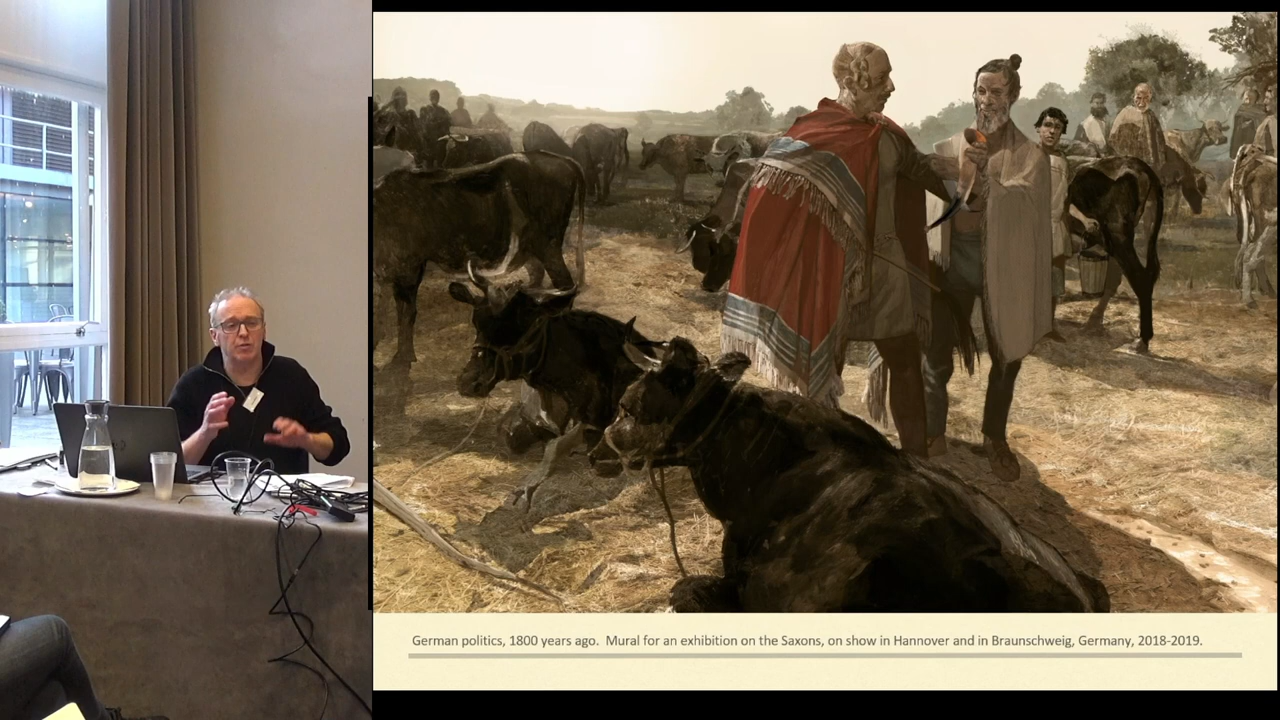 German politics, 1800 years ago.  Mural for an exhibition on the Saxons, on show in Hannover and in Braunschweig, Germany, 2018-2019.